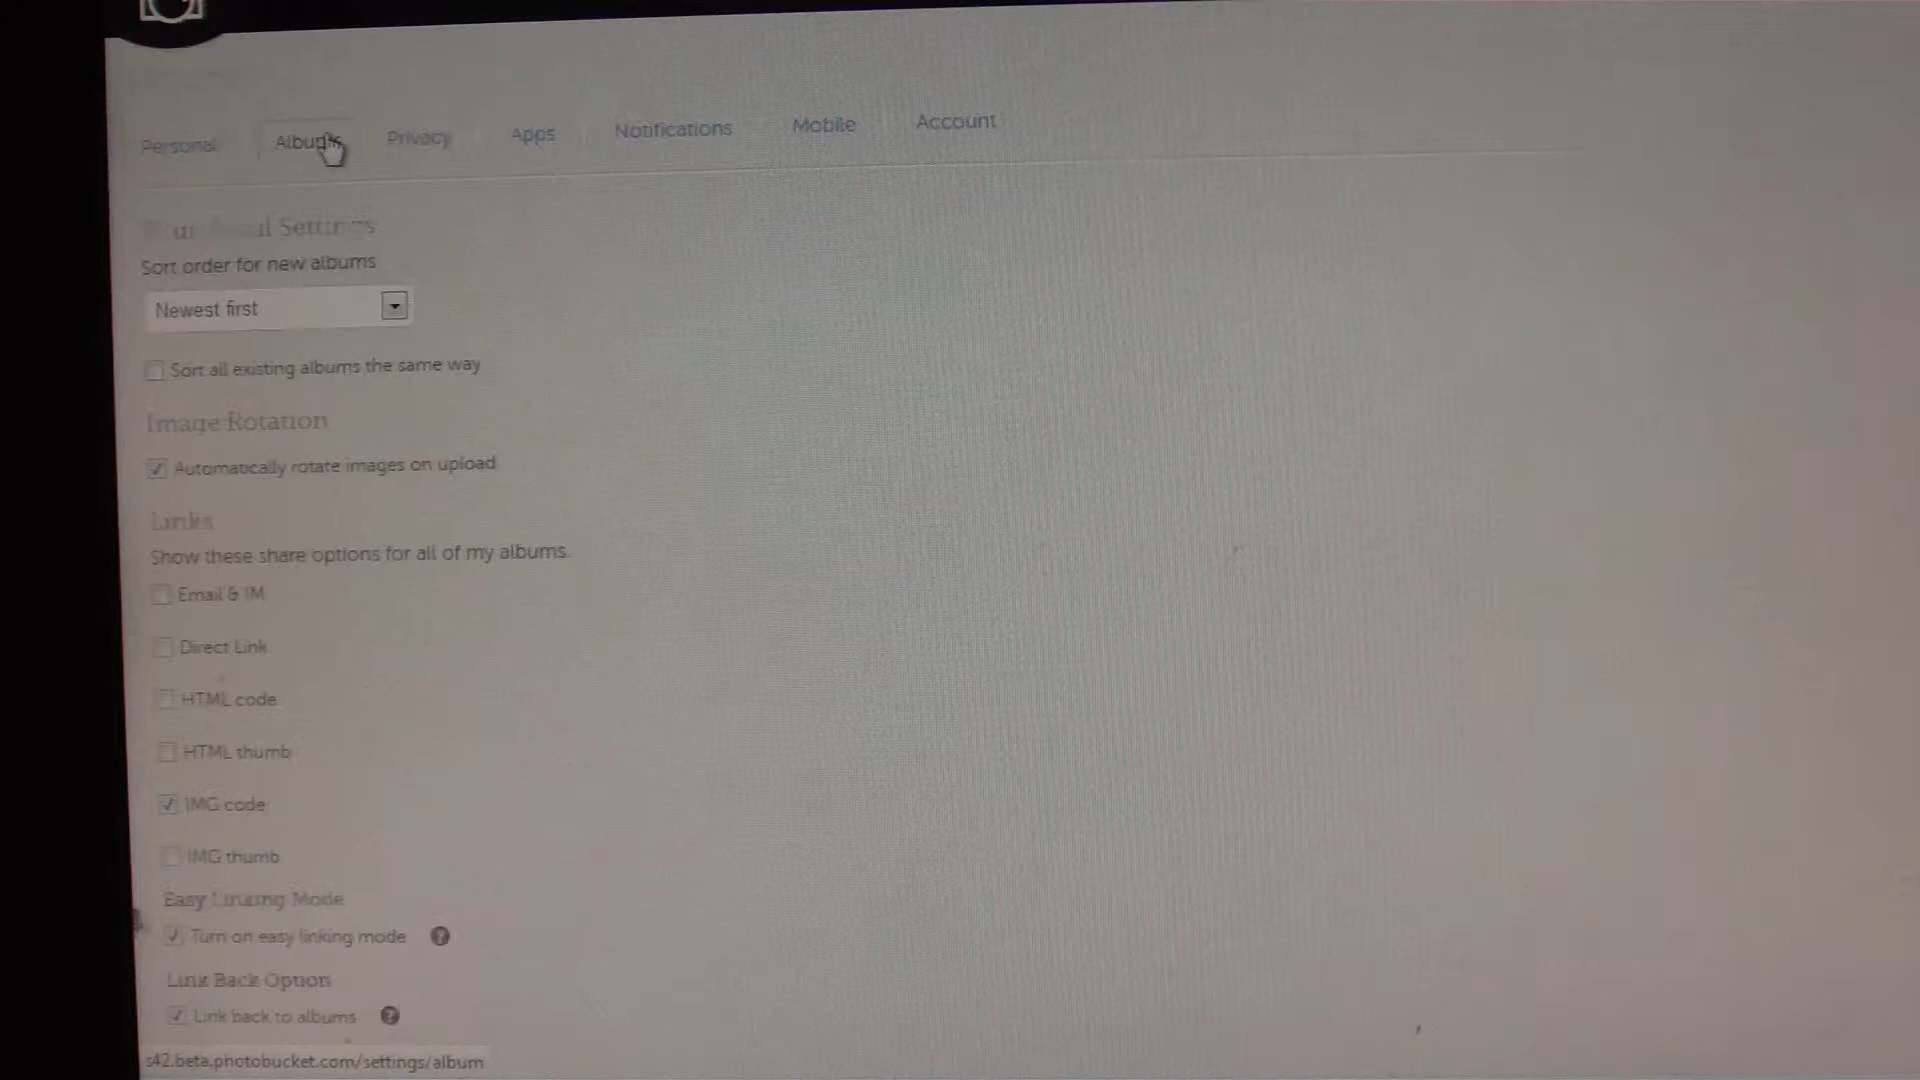 Personal Albums Privacy Apps Notifications Mobile Account
Settings
Sort order for new albums
Newest first
Sort all existing albums the same way
Image Rotation
Automatically rotate images on upload
Links
Show these share options for all of my albums.
Email & IM
Direct Link
HTML code
HTML thumb
IMG code
IMG thumb
Easy Linking Mode
Turn on easy linking mode ?
Link Back Option
Link back to albums ?
s42.beta.photobucket.com/settings/album